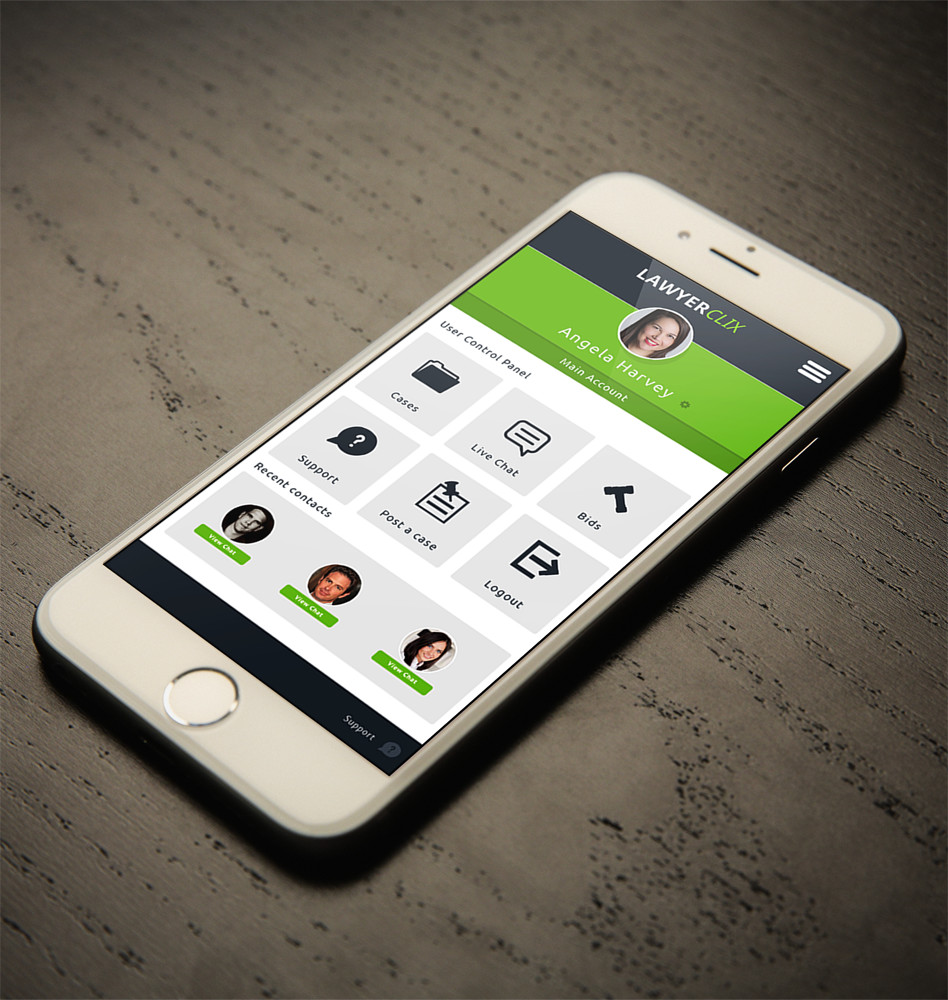 LAWYERCLIX
Angela Harvey
Main Account
User Control Panel
Cases
Live Chat
Bids
Support
Post a case
Logout
Recent contacts
View Chat
View Chat
View Chat
Support